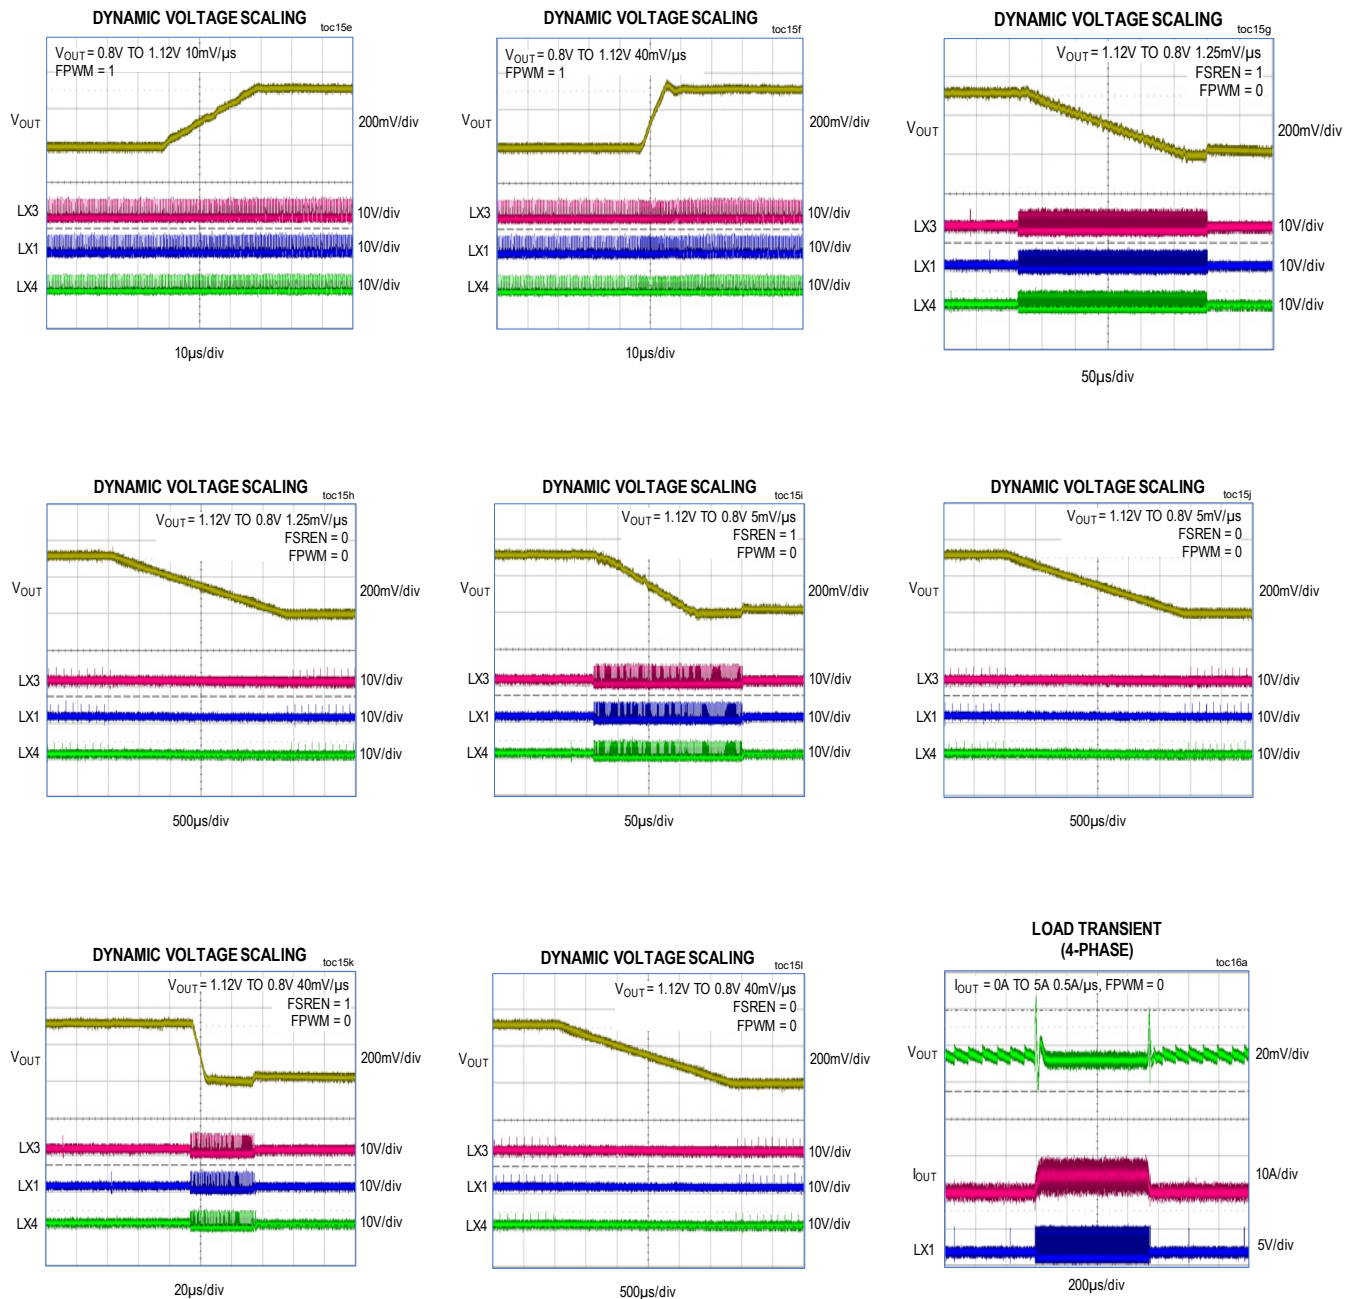 DYNAMIC VOLTAGE SCALING
toc15e
VOUT = 0.8V TO 1.12V 10mV/µs
FPWM = 1
VOUT
200mV/div
LX3
10V/div
LX1
10V/div
LX4
10V/div
10µs/div
DYNAMIC VOLTAGE SCALING
toc15f
VOUT = 0.8V TO 1.12V 40mV/µs
FPWM = 1
VOUT
200mV/div
LX3
10V/div
LX1
10V/div
LX4
10V/div
10µs/div
DYNAMIC VOLTAGE SCALING
toc15g
VOUT = 1.12V TO 0.8V 1.25mV/µs
FSREN = 1
FPWM = 0
VOUT
200mV/div
LX3
10V/div
LX1
10V/div
LX4
10V/div
50µs/div
DYNAMIC VOLTAGE SCALING
toc15h
VOUT = 1.12V TO 0.8V 1.25mV/µs
FSREN = 0
FPWM = 0
VOUT
200mV/div
LX3
10V/div
LX1
10V/div
LX4
10V/div
500µs/div
DYNAMIC VOLTAGE SCALING
toc15i
VOUT = 1.12V TO 0.8V 5mV/µs
FSREN = 1
FPWM = 0
VOUT
200mV/div
LX3
10V/div
LX1
10V/div
LX4
10V/div
50µs/div
DYNAMIC VOLTAGE SCALING
toc15j
VOUT = 1.12V TO 0.8V 5mV/µs
FSREN = 0
FPWM = 0
VOUT
200mV/div
LX3
10V/div
LX1
10V/div
LX4
10V/div
500µs/div
DYNAMIC VOLTAGE SCALING
toc15k
VOUT = 1.12V TO 0.8V 40mV/µs
FSREN = 1
FPWM = 0
VOUT
200mV/div
LX3
10V/div
LX1
10V/div
LX4
10V/div
20µs/div
DYNAMIC VOLTAGE SCALING
toc15l
VOUT = 1.12V TO 0.8V 40mV/µs
FSREN = 0
FPWM = 0
VOUT
200mV/div
LX3
10V/div
LX1
10V/div
LX4
10V/div
500µs/div
LOAD TRANSIENT
(4-PHASE)
toc16a
IOUT = 0A TO 5A 0.5A/µs, FPWM = 0
VOUT
20mV/div
IOUT
10A/div
LX1
5V/div
200µs/div